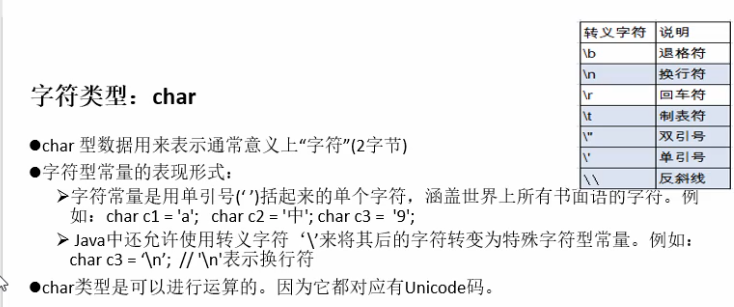 转义字符 说明
\b 退格符
\n 换行符
\r 回车符
\t 制表符
\" 双引号
\' 单引号
\\ 反斜线
字符类型：char
●char 型数据用来表示通常意义上“字符”(2字节)
●字符型常量的表现形式：
➢字符常量是用单引号(‘ ’)括起来的单个字符，涵盖世界上所有书面语的字符。例
如：char c1 = 'a'; char c2 = '中'; char c3 = '9';
➢ Java中还允许使用转义字符‘\’来将其后的字符转变为特殊字符型常量。例如：
char c3 = ‘\n’; // '\n'表示换行符
●char类型是可以进行运算的。因为它都对应有Unicode码。